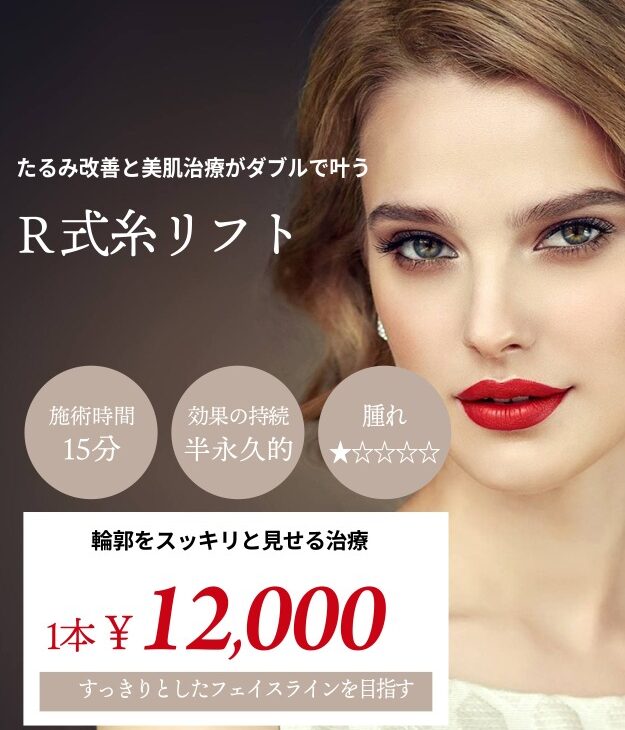 たるみ改善と美肌治療がダブルで叶う
R式糸リフト
施術時間
15分
効果の持続
半永久的
腫れ
★☆☆☆☆
輪郭をスッキリと見せる治療
1本￥12,000
すっきりとしたフェイスラインを目指す